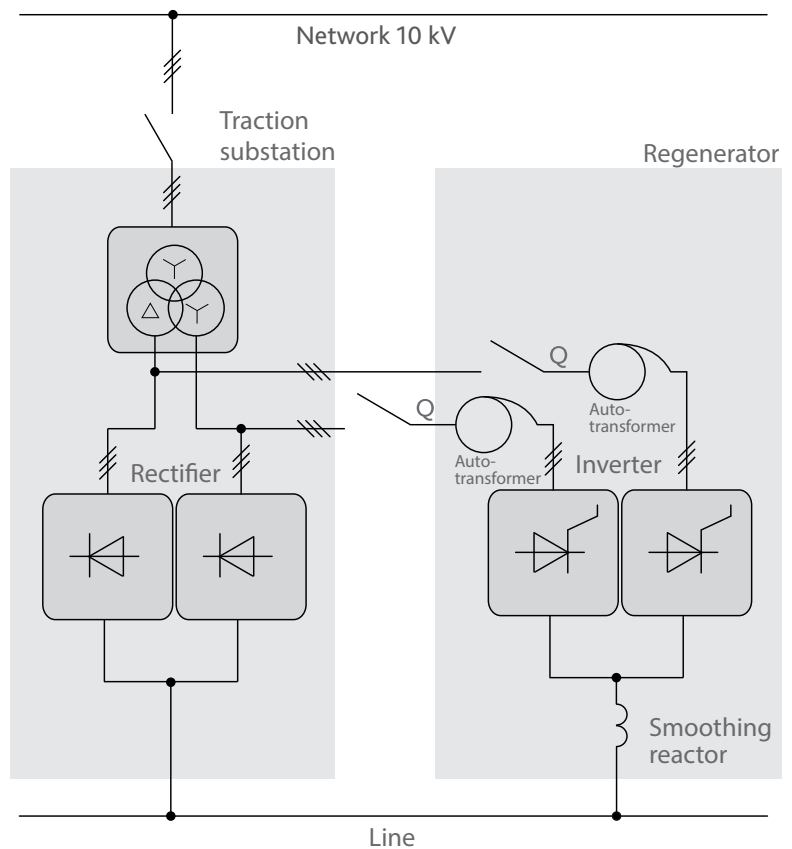 Network 10 kV
Traction
substation
Regenerator
Q
Auto-
transformer
Q
Auto-
transformer
Rectifier
Inverter
Smoothing
reactor
Line